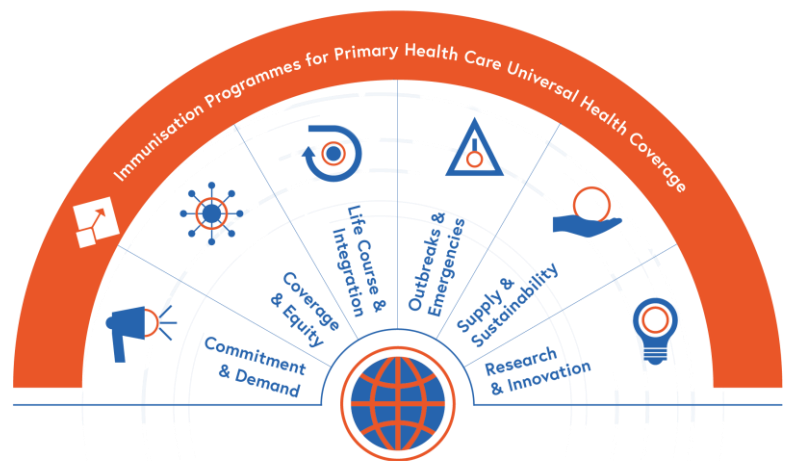 Immunisation Programmes for Primary Health Care Universal Health Coverage
Commitment
& Demand
Coverage
& Equity
Life Course &
Integration
Outbreaks &
Emergencies
Supply &
Sustainability
Research
& Innovation